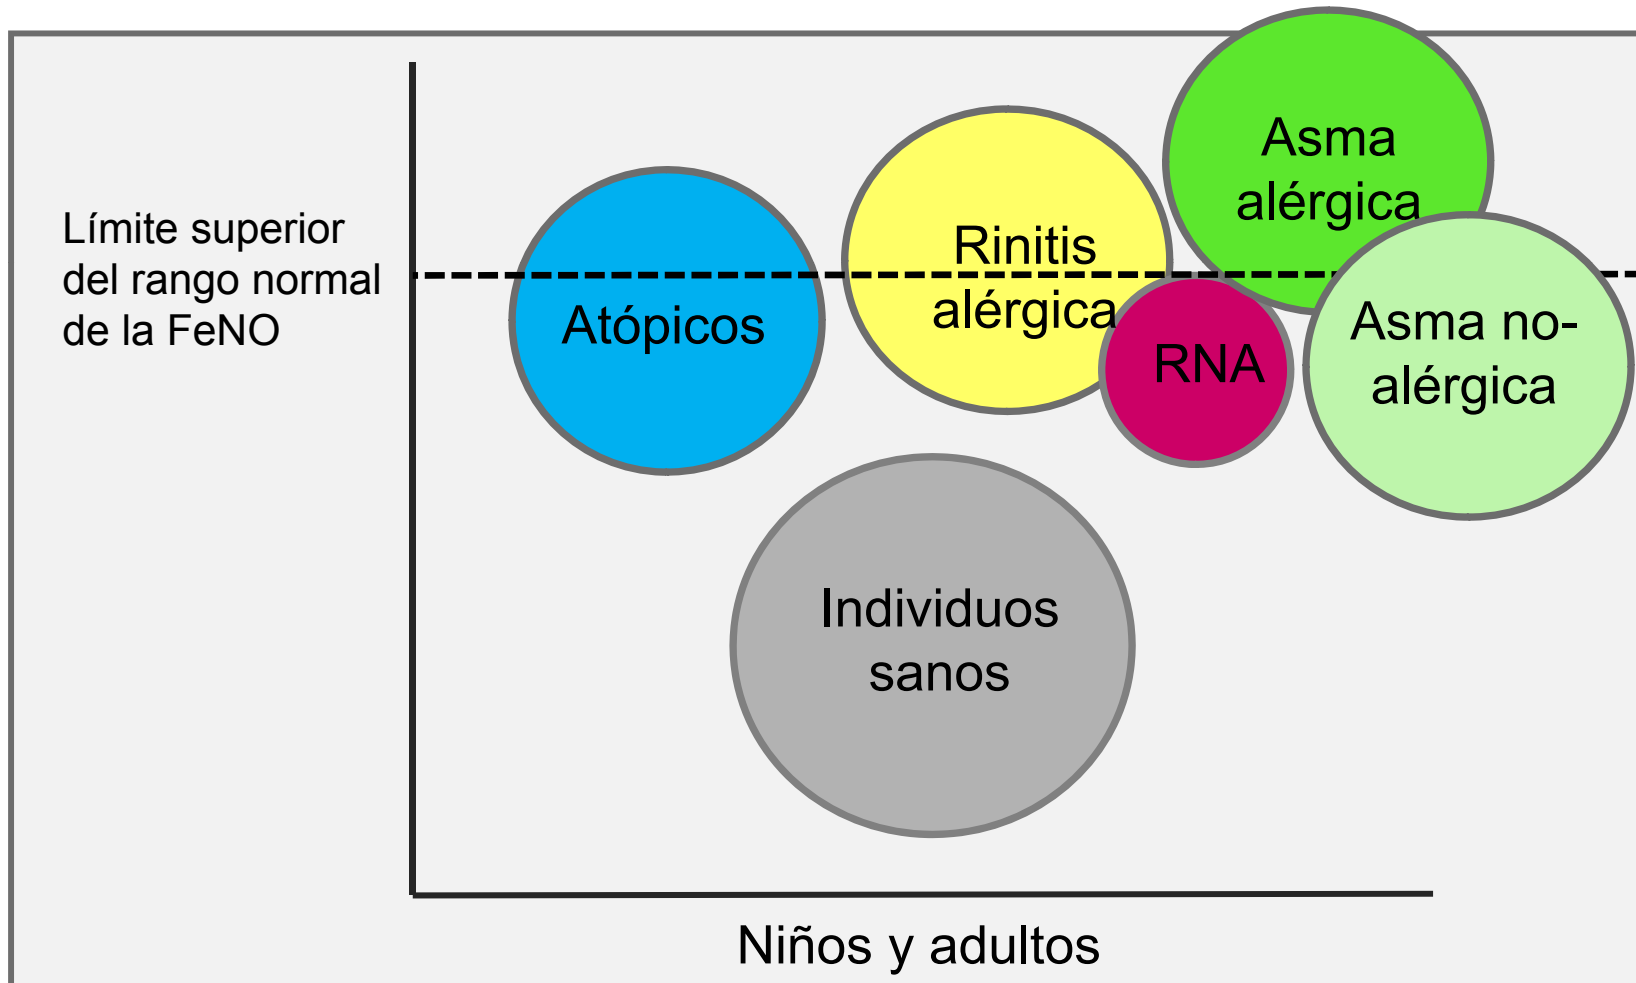 Límite superior
del rango normal
de la FeNO
Atópicos
Rinitis
alérgica
RNA
Asma
alérgica
Asma no-
alérgica
Individuos
sanos
Niños y adultos